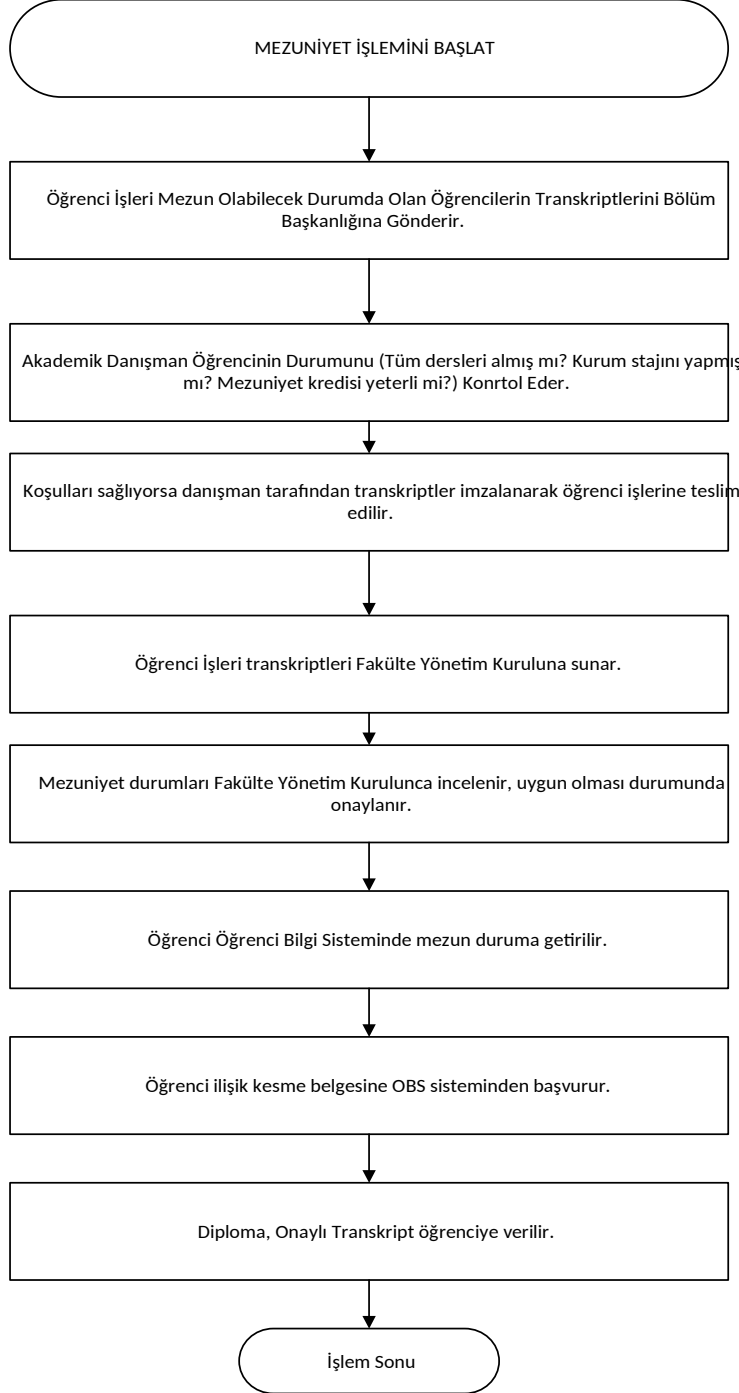 MEZUNİYET İŞLEMİNİ BAŞLAT
Öğrenci İşleri Mezun Olabilecek Durumda Olan Öğrencilerin Transkriptlerini Bölüm
Başkanlığına Gönderir.
Akademik Danışman Öğrencinin Durumunu (Tüm dersleri almış mı? Kurum stajını yapmış
mı? Mezuniyet kredisi yeterli mi?) Konrtol Eder.
Koşulları sağlıyorsa danışman tarafından transkriptler imzalanarak öğrenci işlerine teslim
edilir.
Öğrenci İşleri transkriptleri Fakülte Yönetim Kuruluna sunar.
Mezuniyet durumları Fakülte Yönetim Kurulunca incelenir, uygun olması durumunda
onaylanır.
Öğrenci Öğrenci Bilgi Sisteminde mezun duruma getirilir.
Öğrenci ilişik kesme belgesine OBS sisteminden başvurur.
Diploma, Onaylı Transkript öğrenciye verilir.
İşlem Sonu